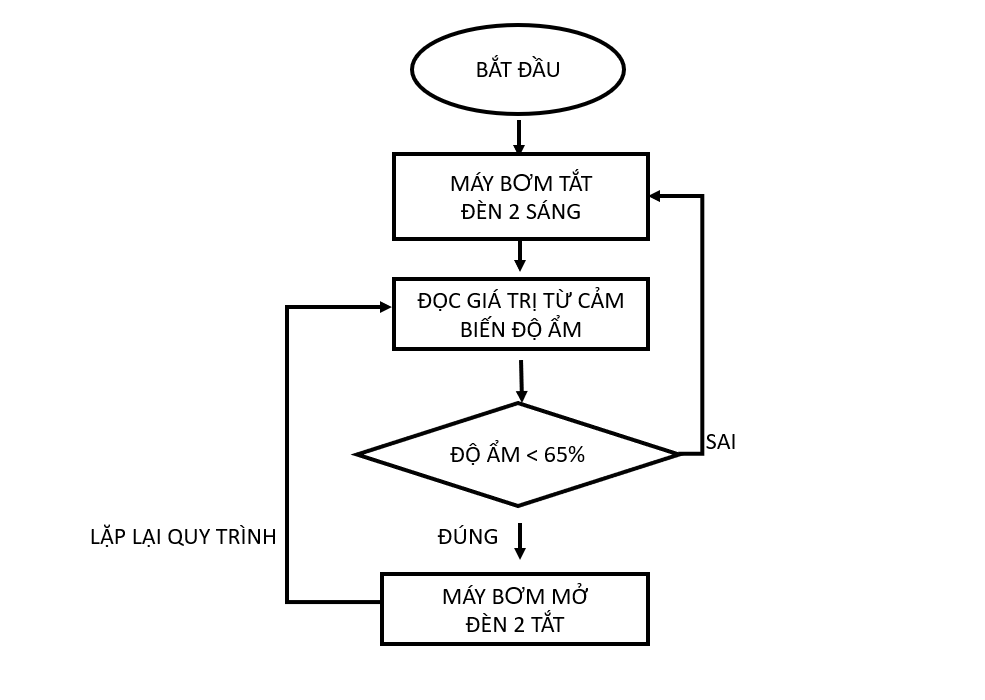 BẮT ĐẦU
MÁY BƠM TẮT
ĐÈN 2 SÁNG
ĐỌC GIÁ TRỊ TỪ CẢM
BIẾN ĐỘ ẨM
ĐỘ ẨM < 65%
SAI
LẶP LẠI QUY TRÌNH
ĐÚNG
MÁY BƠM MỞ
ĐÈN 2 TẮT